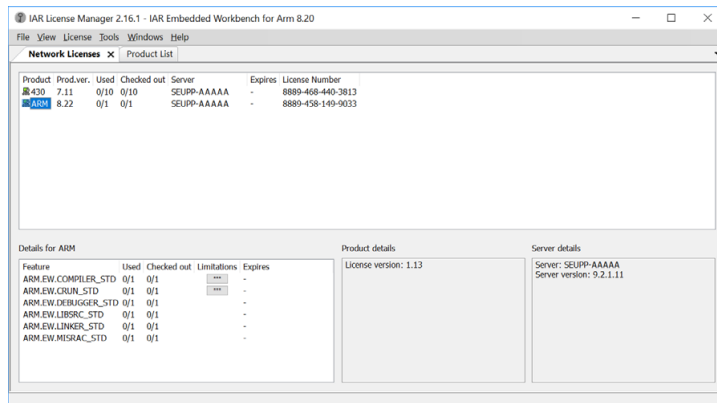 IAR License Manager 2.16.1 - IAR Embedded Workbench for Arm 8.20
File View License Tools Windows Help
Network Licenses X Product List
Product Prod.ver. Used Checked out Server Expires License Number
430 7.11 0/10 0/10 SEUPP-AAAAA - 8889-468-440-3813
ARM 8.22 0/1 0/1 SEUPP-AAAAA - 8889-458-149-9033
Details for ARM
Feature Used Checked out Limitations Expires
ARM.EW.COMPILER_STD 0/1 0/1 *** -
ARM.EW.CRUN_STD 0/1 0/1 *** -
ARM.EW.DEBUGGER_STD 0/1 0/1 -
ARM.EW.LIBSRC_STD 0/1 0/1 -
ARM.EW.LINKER_STD 0/1 0/1 -
ARM.EW.MISRAC_STD 0/1 0/1 -
Product details
License version: 1.13
Server details
Server: SEUPP-AAAAA
Server version: 9.2.1.11